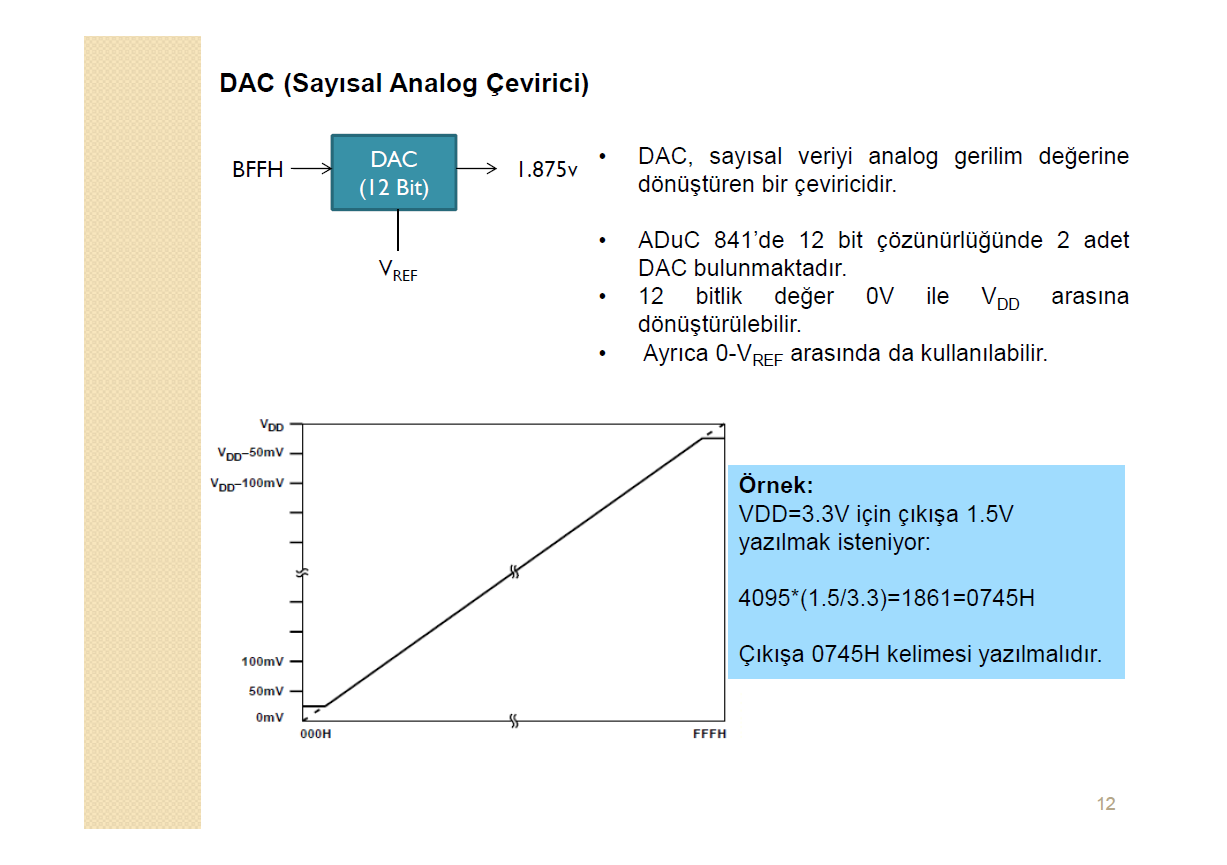 DAC (Sayısal Analog Çevirici)
BFFH
DAC
(12 Bit)
1.875v
VREF
• DAC, sayısal veriyi analog gerilim değerine
dönüştüren bir çeviricidir.
• ADuC 841’de 12 bit çözünürlüğünde 2 adet
DAC bulunmaktadır.
• 12 bitlik değer 0V ile VDD arasına
dönüştürülebilir.
• Ayrıca 0-VREF arasında da kullanılabilir.
VDD
VDD–50mV
VDD–100mV
100mV
50mV
0mV
000H
FFFH
Örnek:
VDD=3.3V için çıkışa 1.5V
yazılmak isteniyor:
4095*(1.5/3.3)=1861=0745H
Çıkışa 0745H kelimesi yazılmalıdır.
12